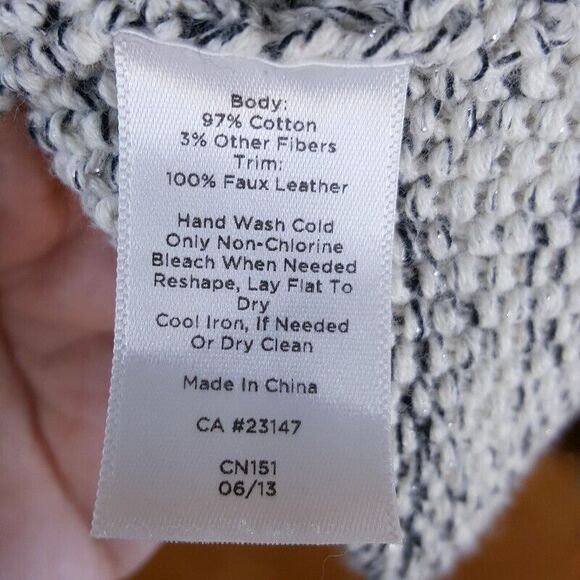 Body:
97% Cotton
3% Other Fibers
Trim:
100% Faux Leather
Hand Wash Cold
Only Non-Chlorine
Bleach When Needed
Reshape, Lay Flat To
Dry
Cool Iron, If Needed
Or Dry Clean
Made In China
CA #23147
CN151
06/13